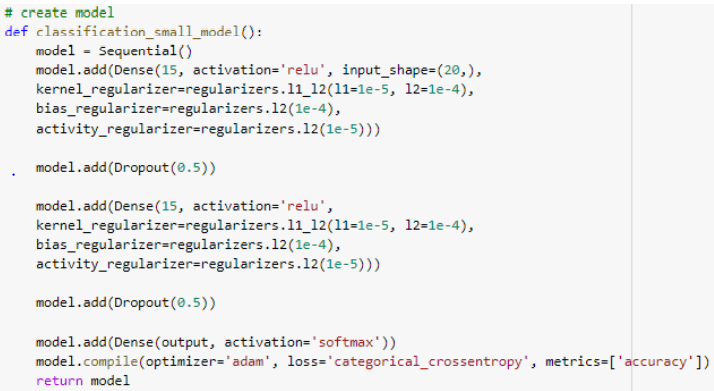 # create model
def classification_small_model():
    model = Sequential()
    model.add(Dense(15, activation='relu', input_shape=(20,),
    kernel_regularizer=regularizers.l1_l2(l1=1e-5, l2=1e-4),
    bias_regularizer=regularizers.l2(1e-4),
    activity_regularizer=regularizers.l2(1e-5)))
    model.add(Dropout(0.5))
    model.add(Dense(15, activation='relu',
    kernel_regularizer=regularizers.l1_l2(l1=1e-5, l2=1e-4),
    bias_regularizer=regularizers.l2(1e-4),
    activity_regularizer=regularizers.l2(1e-5)))
    model.add(Dropout(0.5))
    model.add(Dense(output, activation='softmax'))
    model.compile(optimizer='adam', loss='categorical_crossentropy', metrics=['accuracy'])
    return model